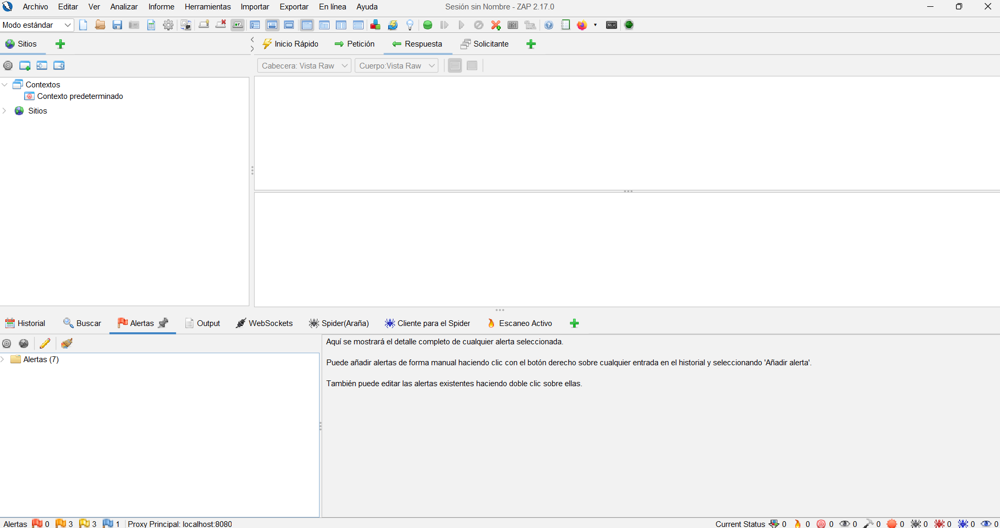 Archivo Editar Ver Analizar Informe Herramientas Importar Exportar En línea Ayuda Sesión sin Nombre - ZAP 2.17.0
Modo estándar
Sitios
Inicio Rápido Petición Respuesta Solicitante
Cabecera: Vista Raw Cuerpo:Vista Raw
Contextos
Contexto predeterminado
Sitios
Historial Buscar Alertas Output WebSockets Spider(Araña) Cliente para el Spider Escaneo Activo
Alertas (7)
Aquí se mostrará el detalle completo de cualquier alerta seleccionada.
Puede añadir alertas de forma manual haciendo clic con el botón derecho sobre cualquier entrada en el historial y seleccionando 'Añadir alerta'.
También puede editar las alertas existentes haciendo doble clic sobre ellas.
Alertas 0 3 3 1 Proxy Principal: localhost:8080 Current Status 0 0 0 0 0 0 0 0 0 0